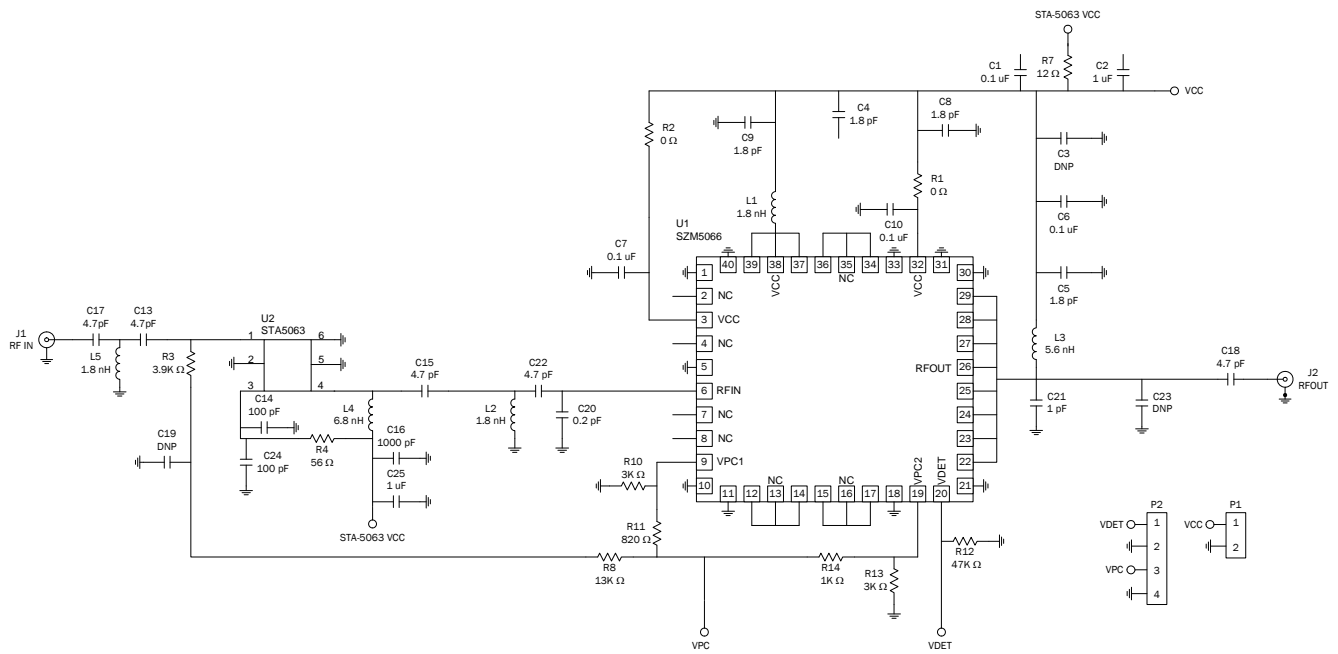 STA-5063 VCC
C1
0.1 uF
R7
12 Ω
C2
1 uF
VCC
R2
0 Ω
C9
1.8 pF
C4
1.8 pF
C8
1.8 pF
C3
DNP
L1
1.8 nH
R1
0 Ω
C10
0.1 uF
C6
0.1 uF
U1
SZM5066
C7
0.1 uF
C5
1.8 pF
40
39
38
37
36
35
34
33
32
31
VCC
NC
VCC
1
2
NC
3
VCC
4
NC
5
6
RFIN
7
NC
8
NC
9
VPC1
10
30
29
28
27
26
RFOUT
25
24
23
22
21
11
12
13
14
15
16
17
18
19
20
NC
NC
VPC2
VDET
L3
5.6 nH
C21
1 pF
C23
DNP
C18
4.7 pF
J2
RFOUT
J1
RF IN
C17
4.7pF
C13
4.7pF
L5
1.8 nH
R3
3.9K Ω
U2
STA5063
1
2
3
6
5
4
C14
100 pF
C24
100 pF
R4
56 Ω
L4
6.8 nH
C16
1000 pF
C25
1 uF
STA-5063 VCC
C15
4.7 pF
L2
1.8 nH
C22
4.7 pF
C20
0.2 pF
C19
DNP
R10
3K Ω
R11
820 Ω
R8
13K Ω
R14
1K Ω
R13
3K Ω
R12
47K Ω
VPC
VDET
P2
VDET
1
2
VPC
3
4
P1
VCC
1
2